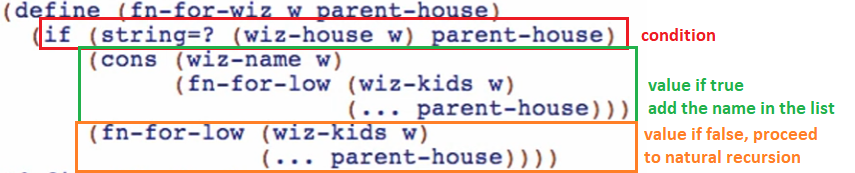 (define (fn-for-wiz w parent-house)
(if (string=? (wiz-house w) parent-house) condition
(cons (wiz-name w)
(fn-for-low (wiz-kids w) value if true
(... parent-house))) add the name in the list
(fn-for-low (wiz-kids w) value if false, proceed
(... parent-house)))) to natural recursion